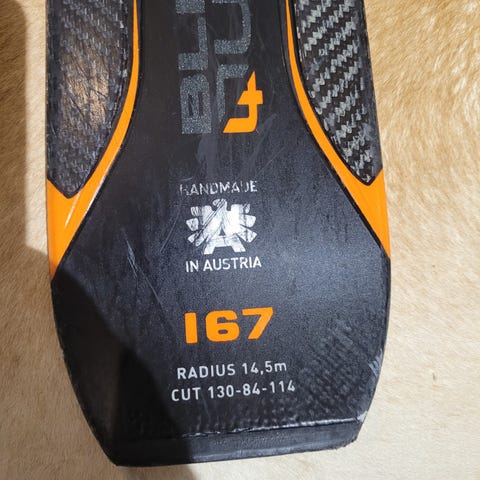 HANDMADE
IN AUSTRIA
167
RADIUS 14,5m
CUT 130-84-114